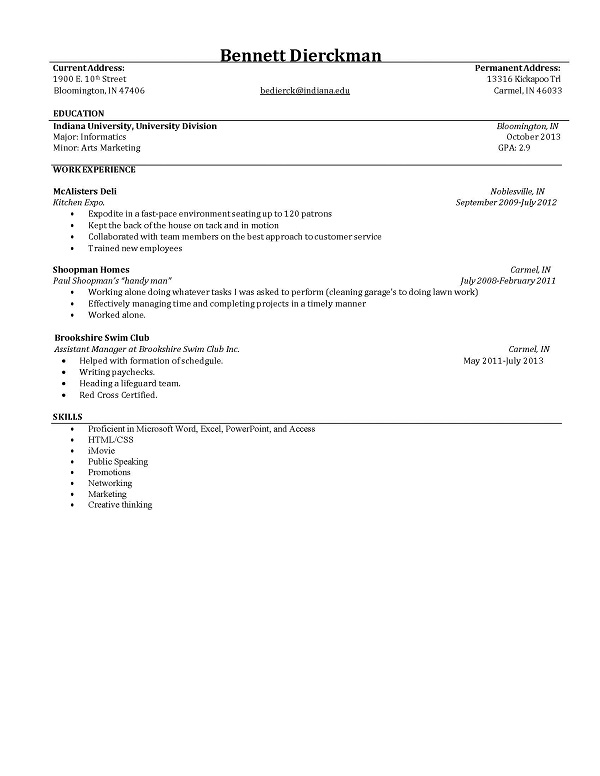 Bennett Dierckman
Current Address: Permanent Address:
1900 E. 10th Street 13316 Kickapoo Trl
Bloomington, IN 47406 bedierck@indiana.edu Carmel, IN 46033
EDUCATION
Indiana University, University Division Bloomington, IN
Major: Informatics October 2013
Minor: Arts Marketing GPA: 2.9
WORK EXPERIENCE
McAlisters Deli Noblesville, IN
Kitchen Expo. September 2009-July 2012
• Expodite in a fast-pace environment seating up to 120 patrons
• Kept the back of the house on tack and in motion
• Collaborated with team members on the best approach to customer service
• Trained new employees
Shoopman Homes Carmel, IN
Paul Shoopman's "handy man" July 2008-February 2011
• Working alone doing whatever tasks I was asked to perform (cleaning garage's to doing lawn work)
• Effectively managing time and completing projects in a timely manner
• Worked alone.
Brookshire Swim Club
Assistant Manager at Brookshire Swim Club Inc. Carmel, IN
• Helped with formation of schedgule. May 2011-July 2013
• Writing paychecks.
• Heading a lifeguard team.
• Red Cross Certified.
SKILLS
• Proficient in Microsoft Word, Excel, PowerPoint, and Access
• HTML/CSS
• iMovie
• Public Speaking
• Promotions
• Networking
• Marketing
• Creative thinking